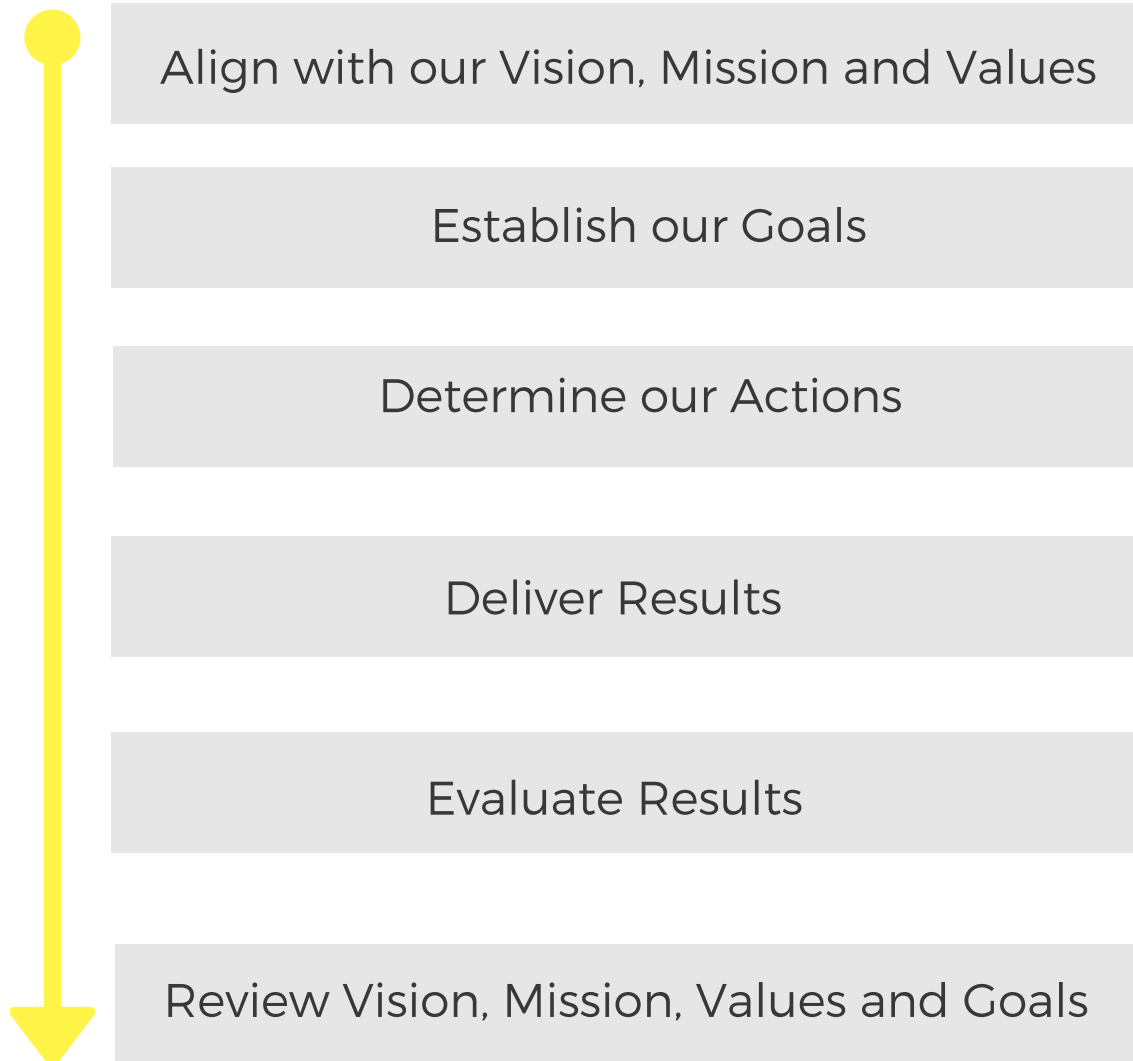 Align with our Vision, Mission and Values
Establish our Goals
Determine our Actions
Deliver Results
Evaluate Results
Review Vision, Mission, Values and Goals